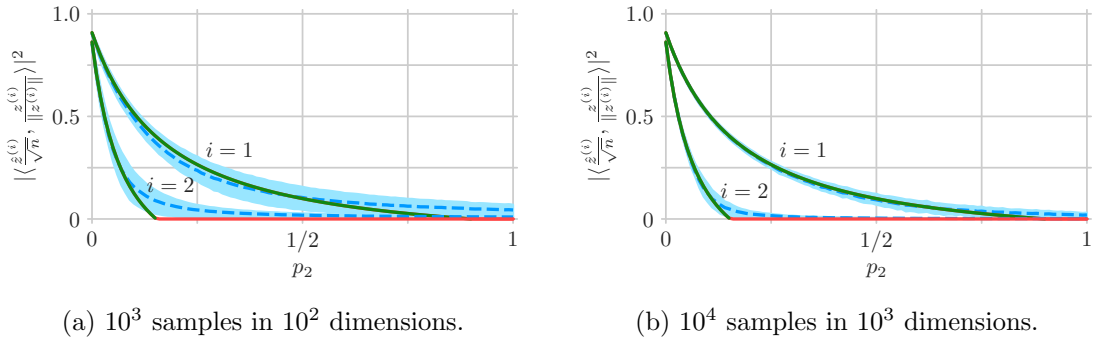 1.0
0.5
0
|⟨ẑ⁽ⁱ⁾/√n, z⁽ⁱ⁾/‖z⁽ⁱ⁾‖⟩|²
i = 1
i = 2
0 1/2 1
p₂
(a) 10³ samples in 10² dimensions.
1.0
0.5
0
|⟨ẑ⁽ⁱ⁾/√n, z⁽ⁱ⁾/‖z⁽ⁱ⁾‖⟩|²
i = 1
i = 2
0 1/2 1
p₂
(b) 10⁴ samples in 10³ dimensions.